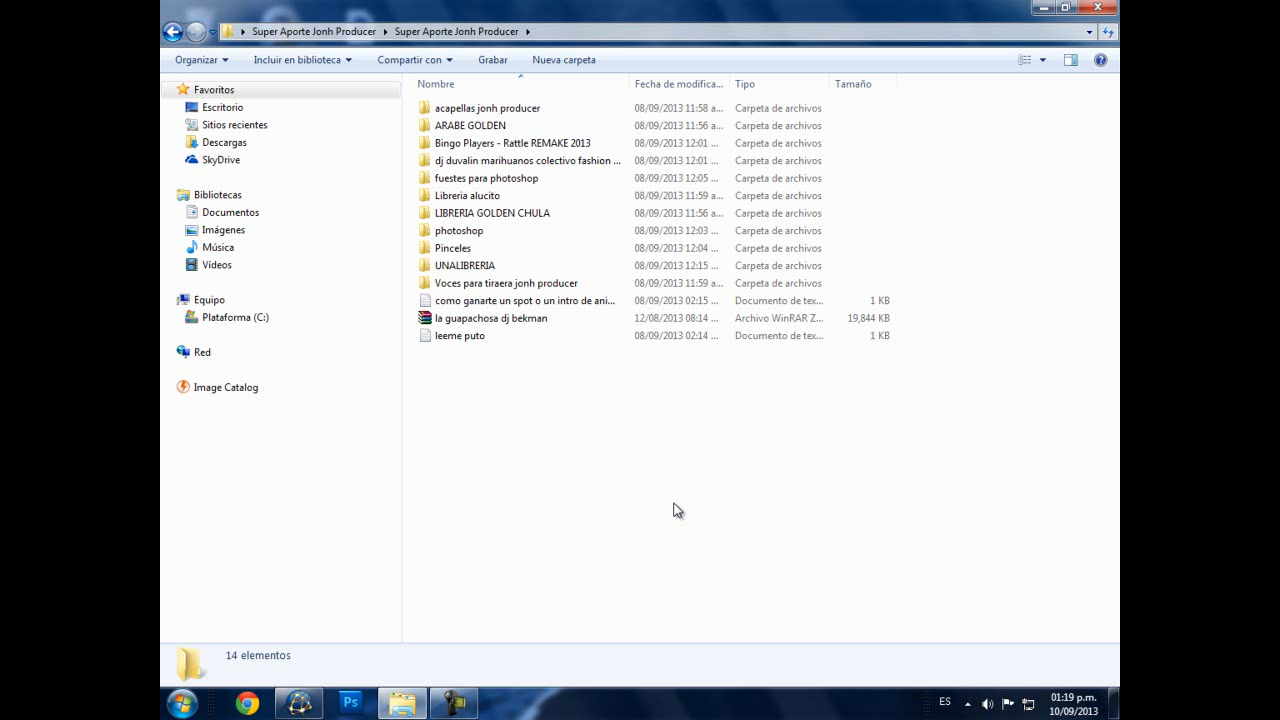 Super Aporte Jonh Producer Super Aporte Jonh Producer
Organizar Incluir en biblioteca Compartir con Grabar Nueva carpeta
Nombre Fecha de modifica... Tipo Tamaño
Favoritos
Escritorio
Sitios recientes
Descargas
SkyDrive
Bibliotecas
Documentos
Imágenes
Música
Vídeos
Equipo
Plataforma (C:)
Red
Image Catalog
acapellas jonh producer 08/09/2013 11:58 a... Carpeta de archivos
ARABE GOLDEN 08/09/2013 11:56 a... Carpeta de archivos
Bingo Players - Rattle REMAKE 2013 08/09/2013 12:01 ... Carpeta de archivos
dj duvalin marihuanos colectivo fashion ... 08/09/2013 12:01 ... Carpeta de archivos
fuestes para photoshop 08/09/2013 12:05 ... Carpeta de archivos
Libreria alucito 08/09/2013 11:59 a... Carpeta de archivos
LIBRERIA GOLDEN CHULA 08/09/2013 11:56 a... Carpeta de archivos
photoshop 08/09/2013 12:03 ... Carpeta de archivos
Pinceles 08/09/2013 12:04 ... Carpeta de archivos
UNALIBRERIA 08/09/2013 12:15 ... Carpeta de archivos
Voces para tiraera jonh producer 08/09/2013 11:59 a... Carpeta de archivos
como ganarte un spot o un intro de ani... 08/09/2013 02:15 ... Documento de tex... 1 KB
la guapachosa dj bekman 12/08/2013 08:14 ... Archivo WinRAR Z... 19,844 KB
leeme puto 08/09/2013 02:14 ... Documento de tex... 1 KB
14 elementos
Ps
ES
01:19 p.m.
10/09/2013